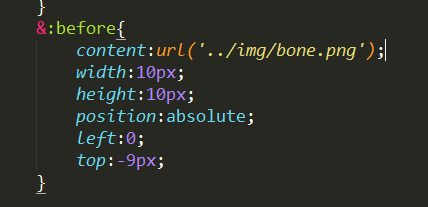 }
&:before{
content:url('../img/bone.png');
width:10px;
height:10px;
position:absolute;
left:0;
top:-9px;
}